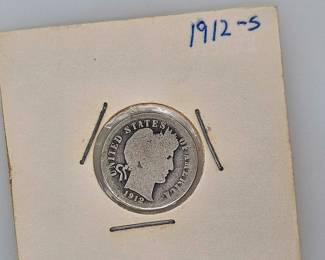 1912-S
UNITED STATES OF AMERICA
1912